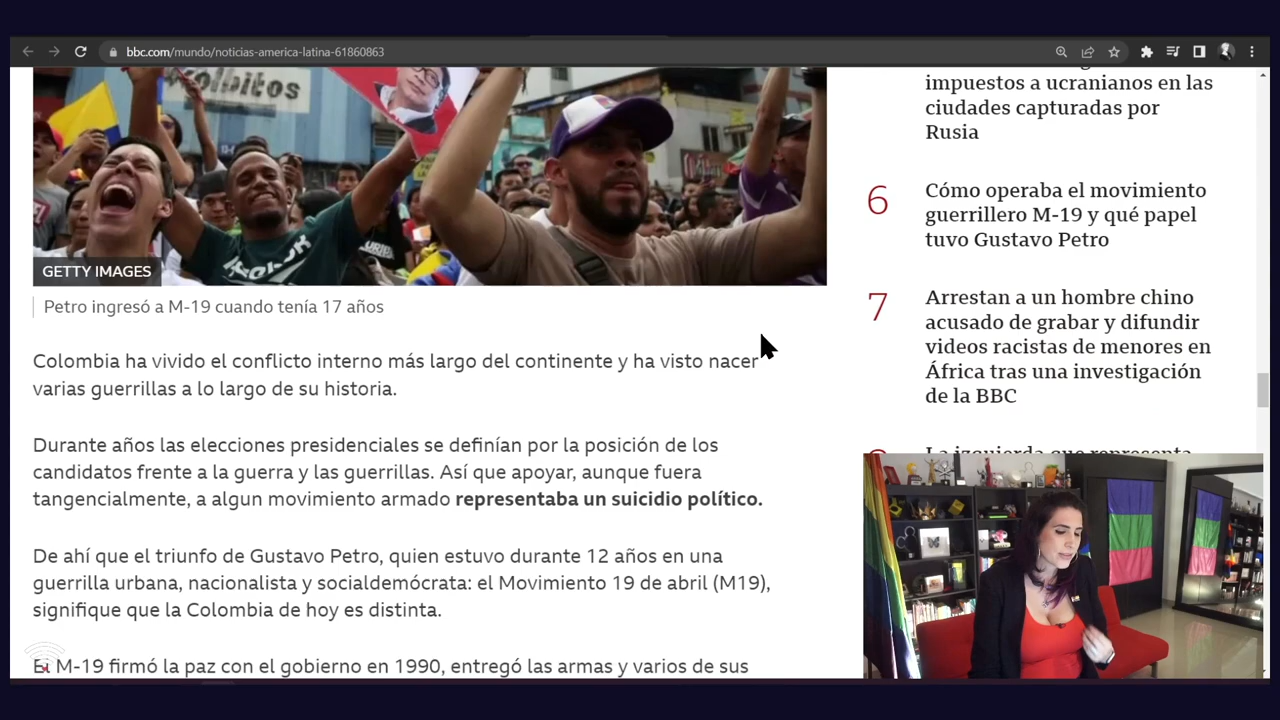 bbc.com/mundo/noticias-america-latina-61860863
GETTY IMAGES
Petro ingresó a M-19 cuando tenía 17 años
Colombia ha vivido el conflicto interno más largo del continente y ha visto nacer
varias guerrillas a lo largo de su historia.
Durante años las elecciones presidenciales se definían por la posición de los
candidatos frente a la guerra y las guerrillas. Así que apoyar, aunque fuera
tangencialmente, a algun movimiento armado representaba un suicidio político.
De ahí que el triunfo de Gustavo Petro, quien estuvo durante 12 años en una
guerrilla urbana, nacionalista y socialdemócrata: el Movimiento 19 de abril (M19),
signifique que la Colombia de hoy es distinta.
El M-19 firmó la paz con el gobierno en 1990, entregó las armas y varios de sus
impuestos a ucranianos en las
ciudades capturadas por
Rusia
6
Cómo operaba el movimiento
guerrillero M-19 y qué papel
tuvo Gustavo Petro
7
Arrestan a un hombre chino
acusado de grabar y difundir
videos racistas de menores en
África tras una investigación
de la BBC
La izquierda que representa